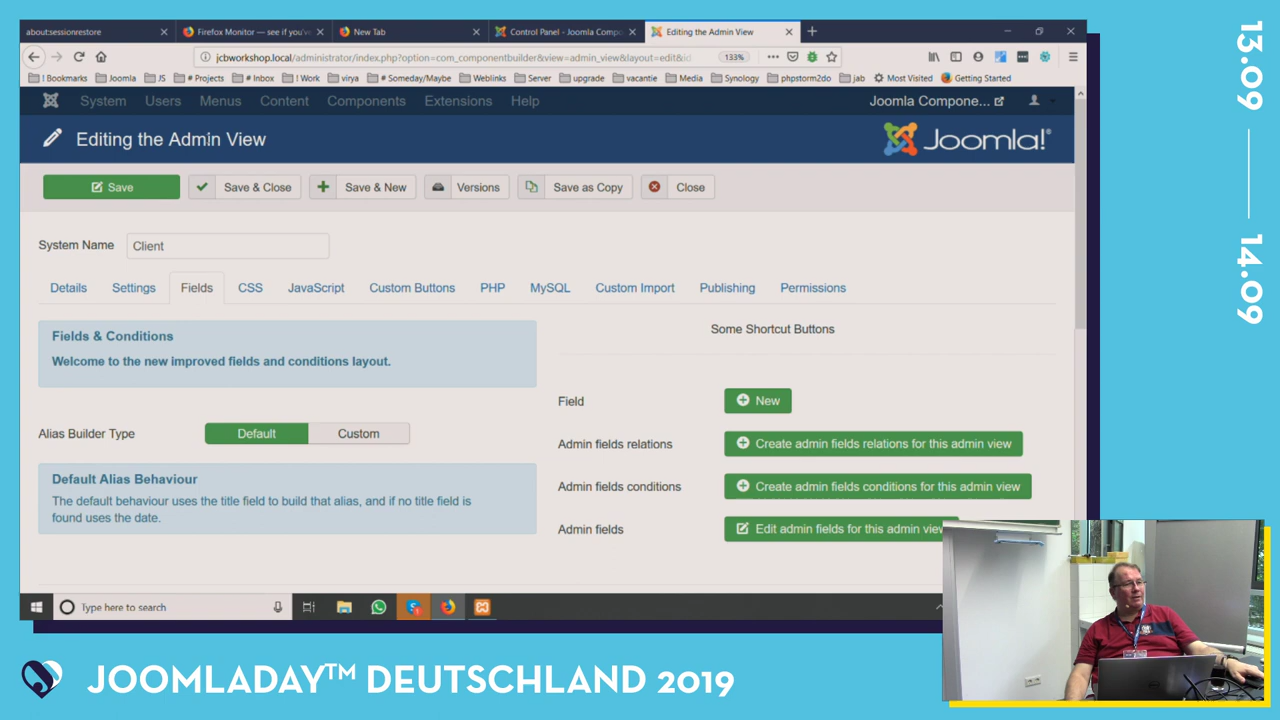 about:sessionrestore
Firefox Monitor — see if you'v
New Tab
Control Panel - Joomla Compo
Editing the Admin View
jcbworkshop.local/administrator/index.php?option=com_componentbuilder&view=admin_view&layout=edit&id
133%
! Bookmarks
Joomla
JS
# Projects
# Inbox
! Work
virya
# Someday/Maybe
Weblinks
Server
upgrade
vacantie
Media
Synology
phpstorm2do
jab
Most Visited
Getting Started
System
Users
Menus
Content
Components
Extensions
Help
Joomla Compone...
Editing the Admin View
Joomla!®
Save
Save & Close
Save & New
Versions
Save as Copy
Close
System Name
Client
Details
Settings
Fields
CSS
JavaScript
Custom Buttons
PHP
MySQL
Custom Import
Publishing
Permissions
Fields & Conditions
Welcome to the new improved fields and conditions layout.
Some Shortcut Buttons
Field
New
Alias Builder Type
Default
Custom
Admin fields relations
Create admin fields relations for this admin view
Default Alias Behaviour
The default behaviour uses the title field to build that alias, and if no title field is
found uses the date.
Admin fields conditions
Create admin fields conditions for this admin view
Admin fields
Edit admin fields for this admin view
Type here to search
13.09
14.09
JOOMLADAY™ DEUTSCHLAND 2019